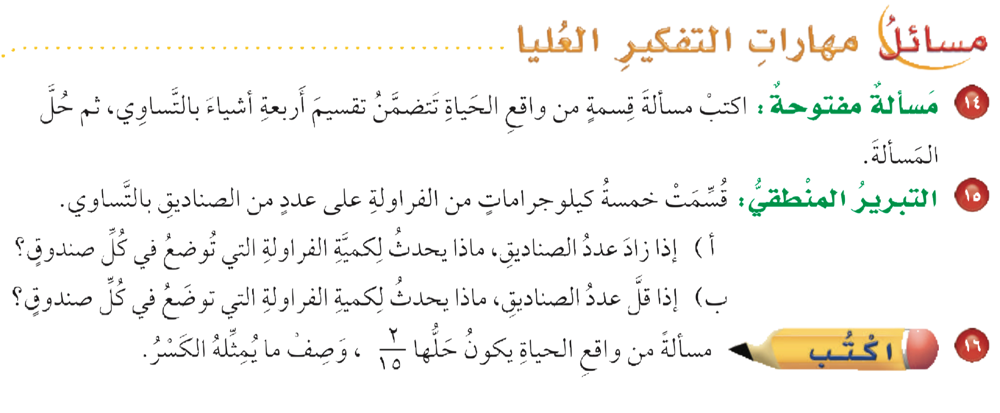 مسائلُ مهاراتِ التفكيرِ العُليا
١٤ مَسألةٌ مفتوحةٌ: اكتبْ مسألةَ قِسمةٍ من واقعِ الحَياةِ تَتضمَّنُ تقسيمَ أَربعةِ أشياءَ بالتَّساوِي، ثم حُلَّ
المَسألةَ.
١٥ التبريرُ المنْطقيُّ: قُسِّمَتْ خمسةُ كيلوجراماتٍ من الفراولةِ على عددٍ من الصناديقِ بالتَّساوي.
أ ) إذا زادَ عددُ الصناديقِ، ماذا يحدثُ لِكميَّةِ الفراولةِ التي تُوضعُ في كُلِّ صندوقٍ؟
ب) إذا قلَّ عددُ الصناديقِ، ماذا يحدثُ لِكميةِ الفراولةِ التي توضَعُ في كُلِّ صندوقٍ؟
١٦ اكْتُب مسألةً من واقعِ الحياةِ يكونُ حَلُّها ٢/١٥ ، وَصِفْ ما يُمِثِّلهُ الكَسْرُ.